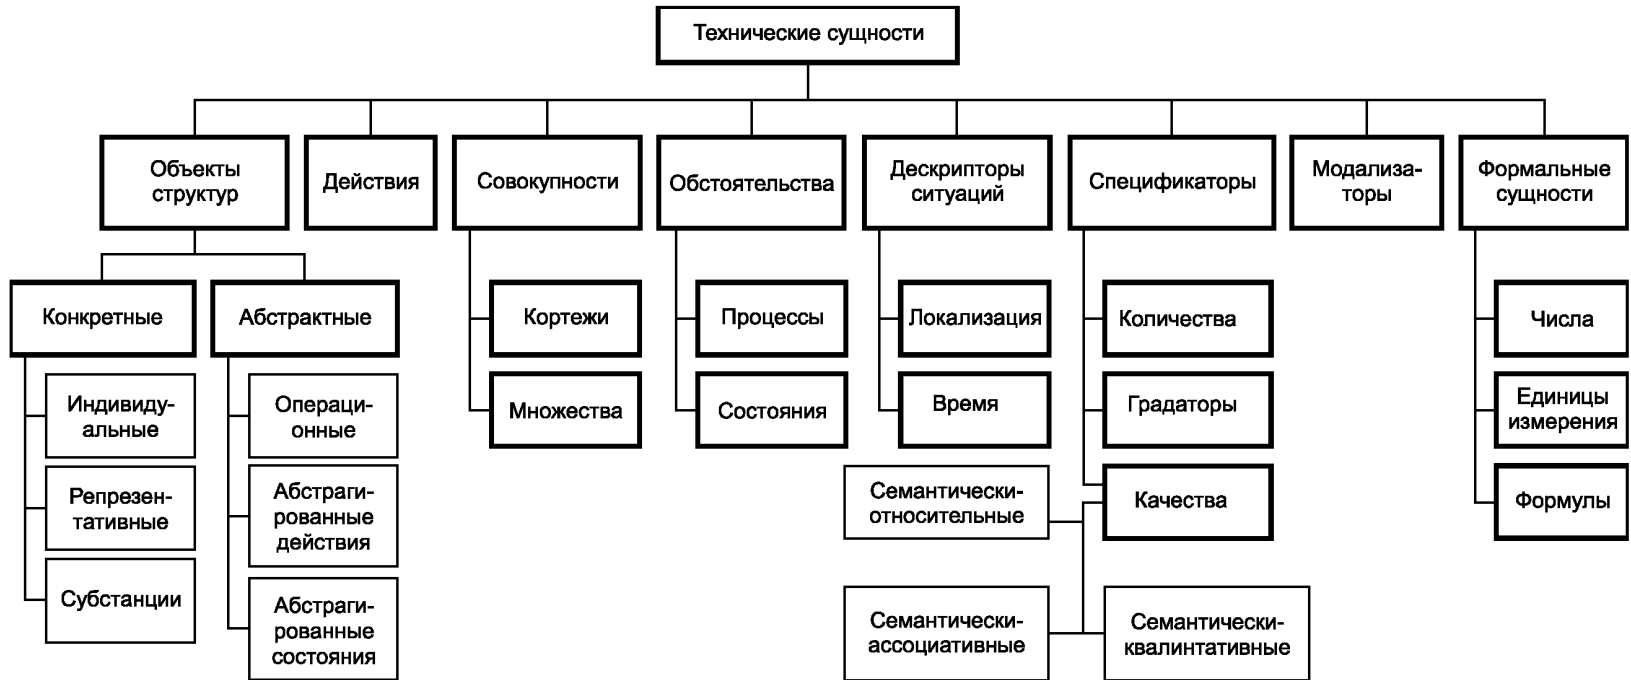 Технические сущности
Объекты
структур
Действия
Совокупности
Обстоятельства
Дескрипторы
ситуаций
Спецификаторы
Модализа-
торы
Формальные
сущности
Конкретные
Абстрактные
Кортежи
Процессы
Локализация
Количества
Числа
Индивиду-
альные
Операци-
онные
Множества
Состояния
Время
Градаторы
Единицы
измерения
Репрезен-
тативные
Абстраги-
рованные
действия
Семантически-
относительные
Качества
Формулы
Субстанции
Абстраги-
рованные
состояния
Семантически-
ассоциативные
Семантически-
квалинтативные